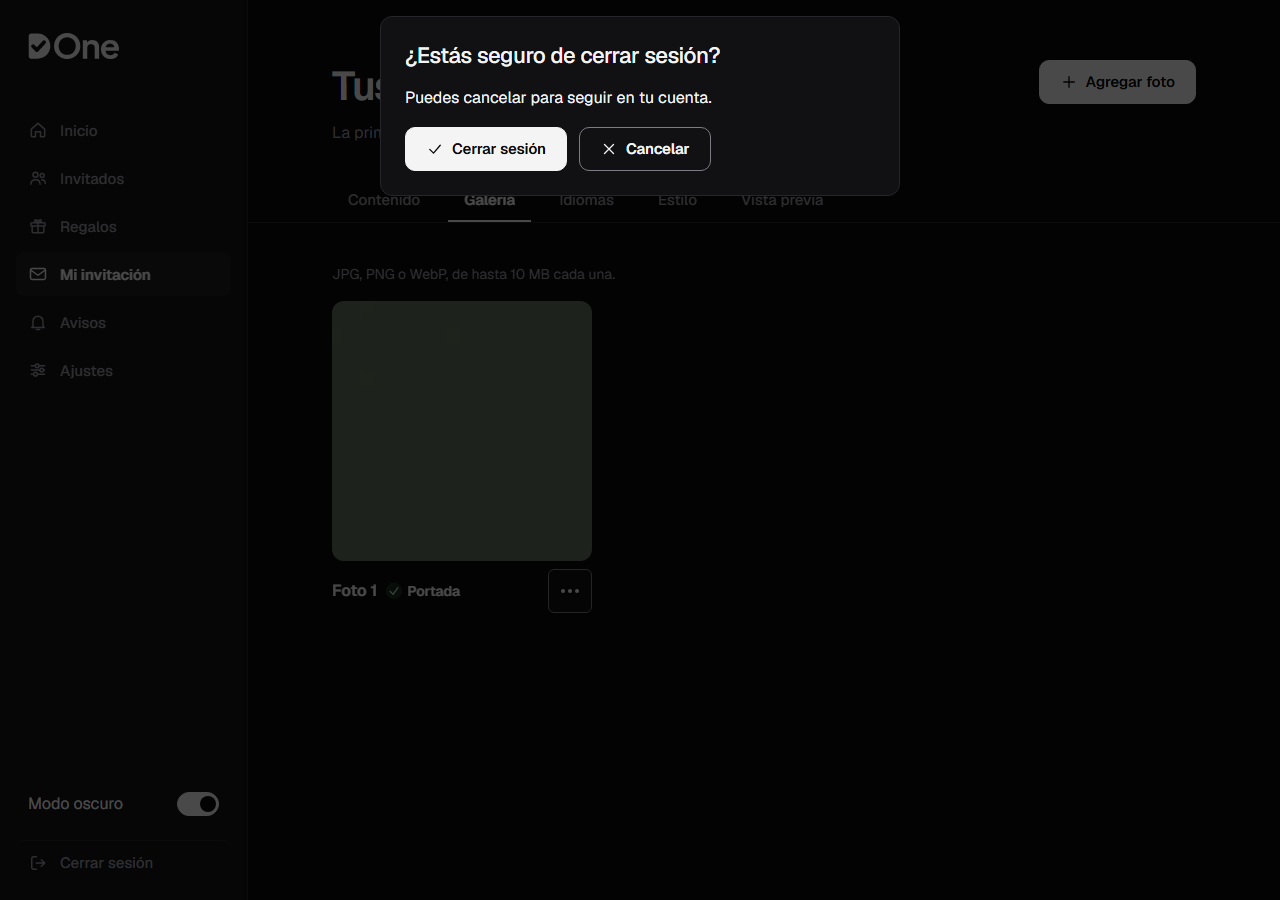 DOne
Inicio
Invitados
Regalos
Mi invitación
Avisos
Ajustes
Modo oscuro
Cerrar sesión
¿Estás seguro de cerrar sesión?
Puedes cancelar para seguir en tu cuenta.
Cerrar sesión
Cancelar
Agregar foto
Contenido
Galería
Idiomas
Estilo
Vista previa
JPG, PNG o WebP, de hasta 10 MB cada una.
Foto 1
Portada